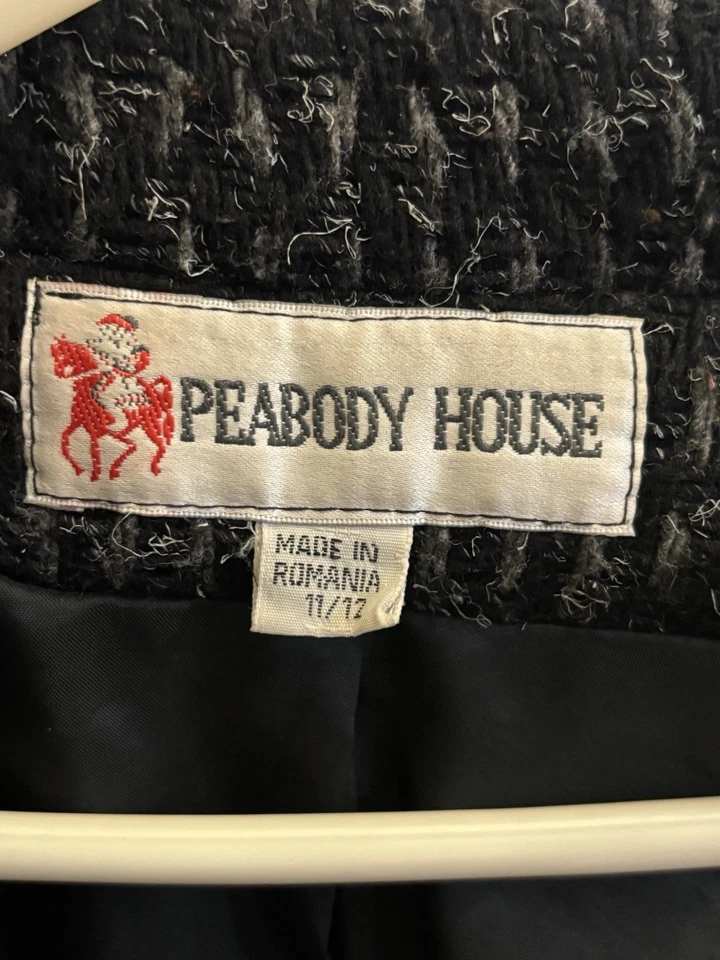 PEABODY HOUSE
MADE IN
ROMANIA
11/12